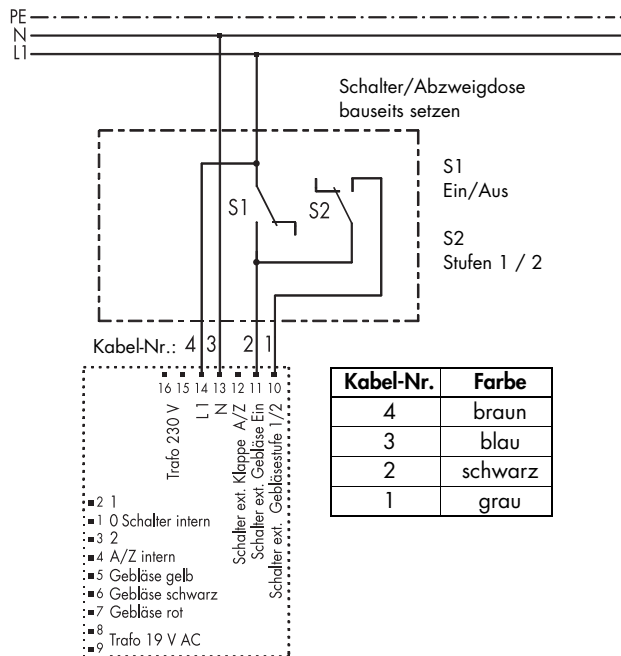 PE
N
L1
Schalter/Abzweigdose
bauseits setzen
S1
Ein/Aus
S1
S2
S2
Stufen 1 / 2
Kabel-Nr.: 4 3 2 1
16 15 14 13 12 11 10
Trafo 230 V
L1
N
Schalter ext. Klappe A/Z
Schalter ext. Gebläse Ein
Schalter ext. Gebläsestufe 1/2
2 1
1 0 Schalter intern
3 2
4 A/Z intern
5 Gebläse gelb
6 Gebläse schwarz
7 Gebläse rot
8
Trafo 19 V AC
9
Kabel-Nr. Farbe
4 braun
3 blau
2 schwarz
1 grau